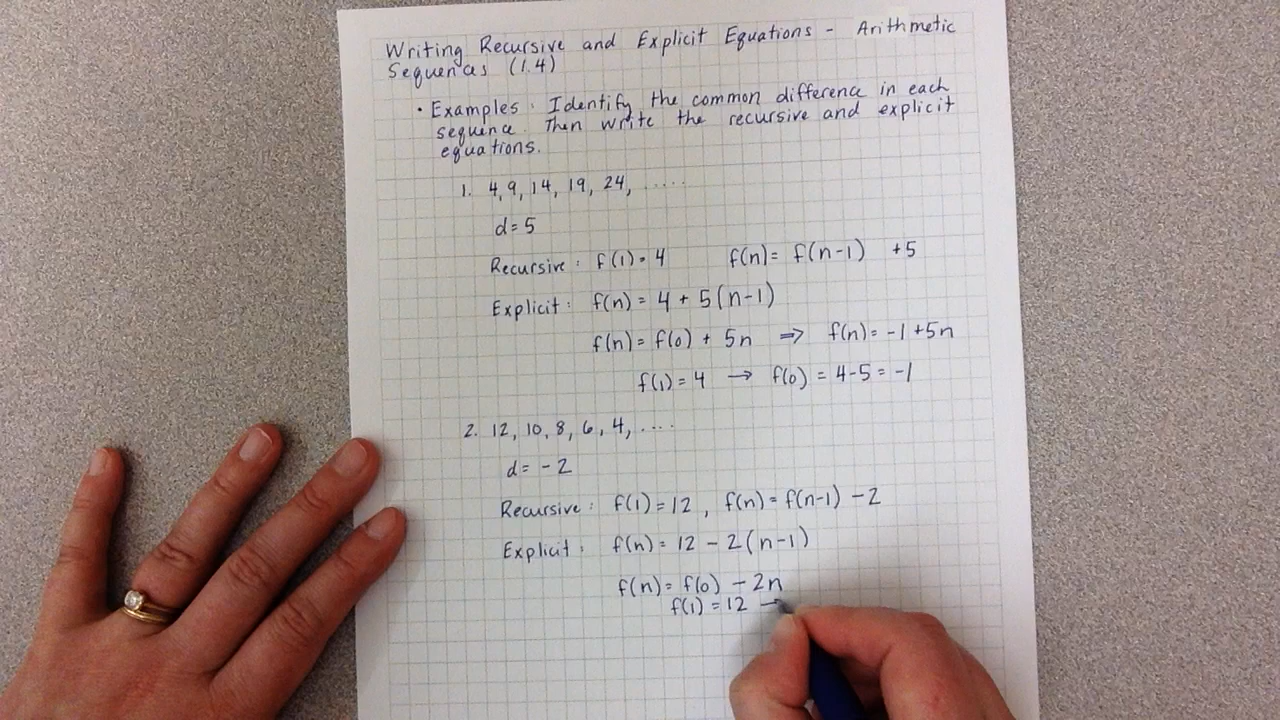 Writing Recursive and Explicit Equations - Arithmetic
Sequences (1.4)
• Examples: Identify the common difference in each
sequence. Then write the recursive and explicit
equations.
1. 4, 9, 14, 19, 24, .....
d = 5
Recursive: f(1) = 4 f(n) = f(n-1) +5
Explicit: f(n) = 4 + 5(n-1)
f(n) = f(0) + 5n ⇒ f(n) = -1 + 5n
f(1) = 4 → f(0) = 4-5 = -1
2. 12, 10, 8, 6, 4, ....
d = -2
Recursive: f(1) = 12, f(n) = f(n-1) -2
Explicit: f(n) = 12 - 2(n-1)
f(n) = f(0) - 2n
f(1) = 12 →